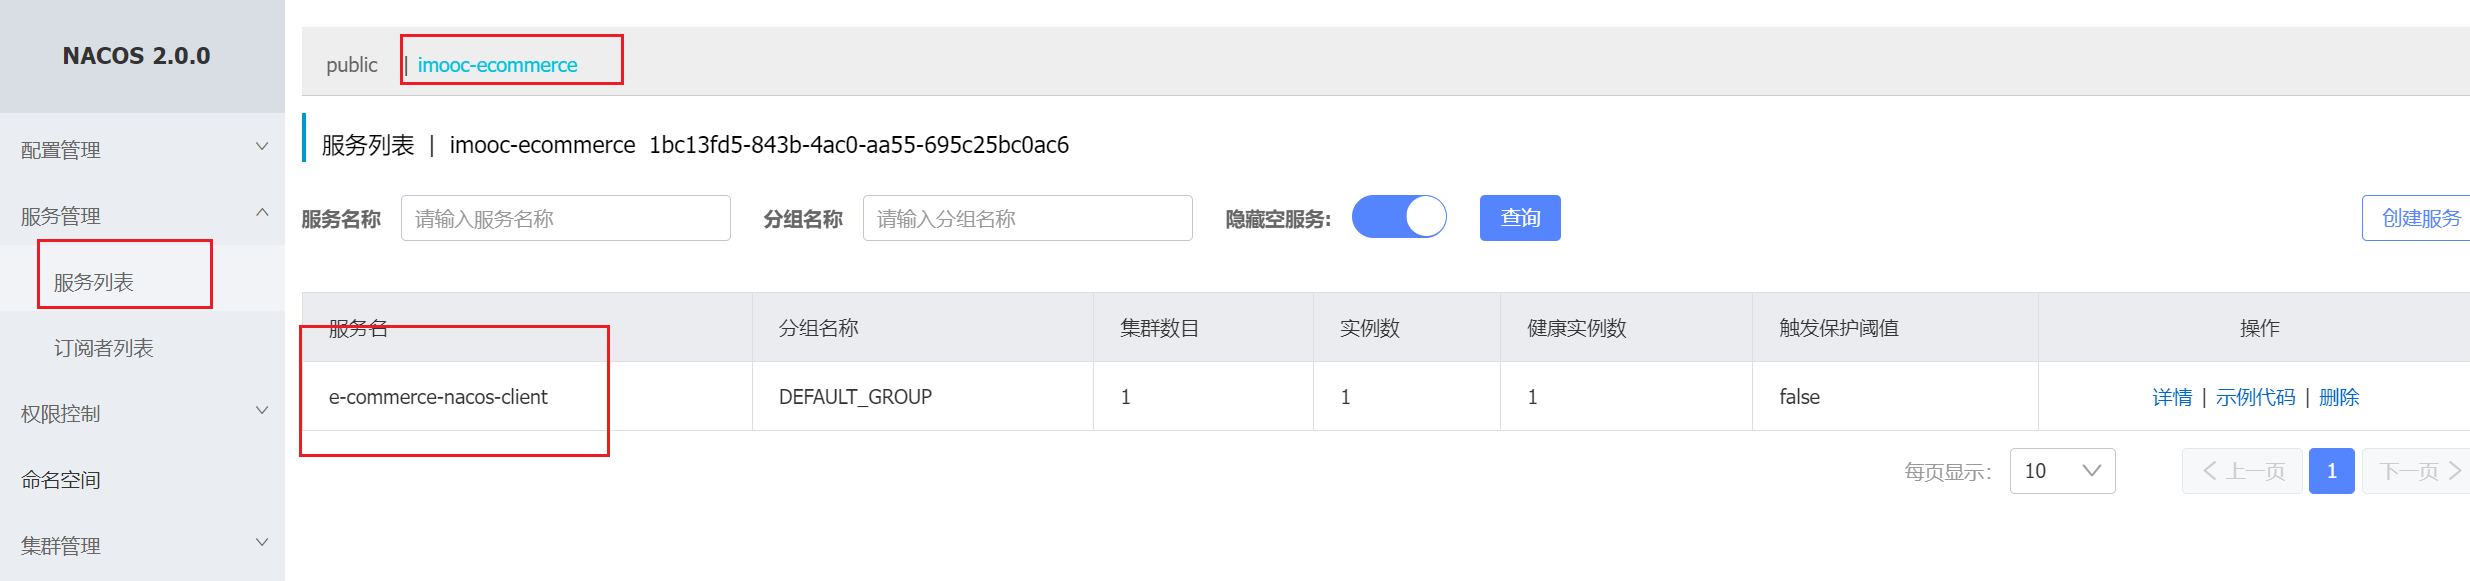 NACOS 2.0.0
配置管理
服务管理
服务列表
订阅者列表
权限控制
命名空间
集群管理
public | imooc-ecommerce
服务列表 | imooc-ecommerce 1bc13fd5-843b-4ac0-aa55-695c25bc0ac6
服务名称 请输入服务名称 分组名称 请输入分组名称 隐藏空服务: 查询 创建服务
服务名 分组名称 集群数目 实例数 健康实例数 触发保护阈值 操作
e-commerce-nacos-client DEFAULT_GROUP 1 1 1 false 详情 | 示例代码 | 删除
每页显示: 10 上一页 1 下一页